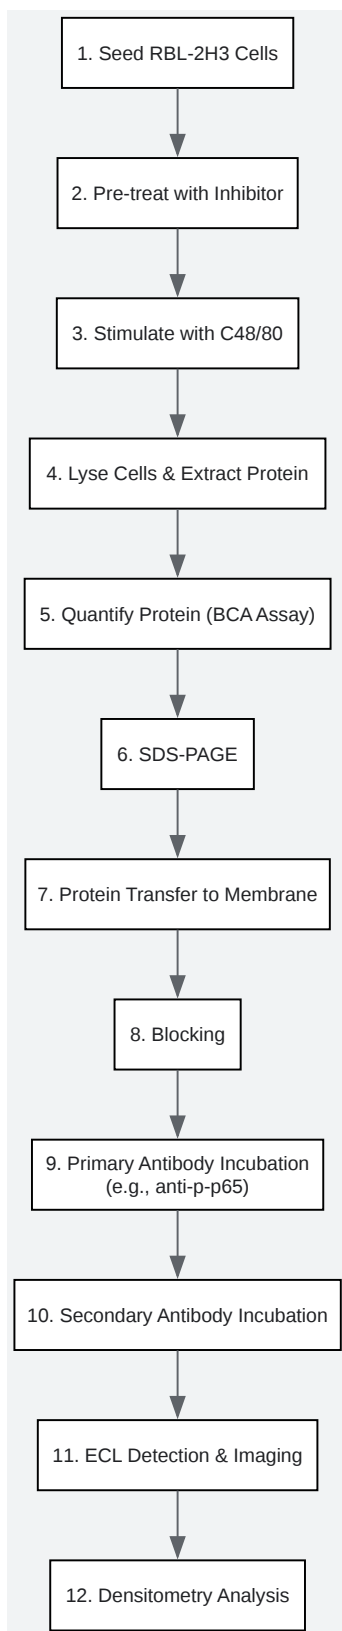 1. Seed RBL-2H3 Cells
2. Pre-treat with Inhibitor
3. Stimulate with C48/80
4. Lyse Cells & Extract Protein
5. Quantify Protein (BCA Assay)
6. SDS-PAGE
7. Protein Transfer to Membrane
8. Blocking
9. Primary Antibody Incubation
(e.g., anti-p-p65)
10. Secondary Antibody Incubation
11. ECL Detection & Imaging
12. Densitometry Analysis